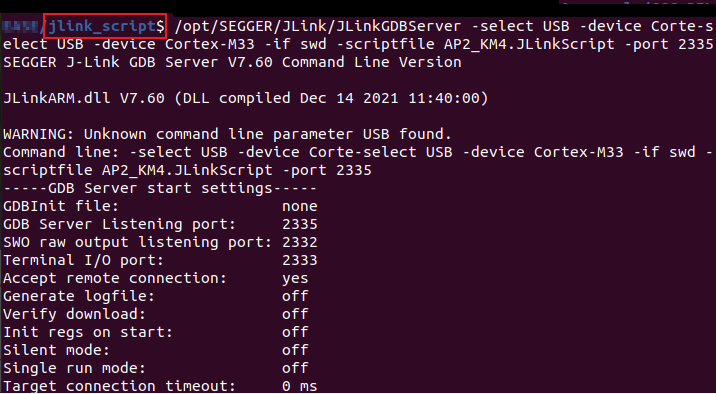 /jlink_script$ /opt/SEGGER/JLink/JLinkGDBServer -select USB -device Corte-s
elect USB -device Cortex-M33 -if swd -scriptfile AP2_KM4.JLinkScript -port 2335
SEGGER J-Link GDB Server V7.60 Command Line Version
JLinkARM.dll V7.60 (DLL compiled Dec 14 2021 11:40:00)
WARNING: Unknown command line parameter USB found.
Command line: -select USB -device Corte-select USB -device Cortex-M33 -if swd -
scriptfile AP2_KM4.JLinkScript -port 2335
-----GDB Server start settings-----
GDBInit file: none
GDB Server Listening port: 2335
SWO raw output listening port: 2332
Terminal I/O port: 2333
Accept remote connection: yes
Generate logfile: off
Verify download: off
Init regs on start: off
Silent mode: off
Single run mode: off
Target connection timeout: 0 ms